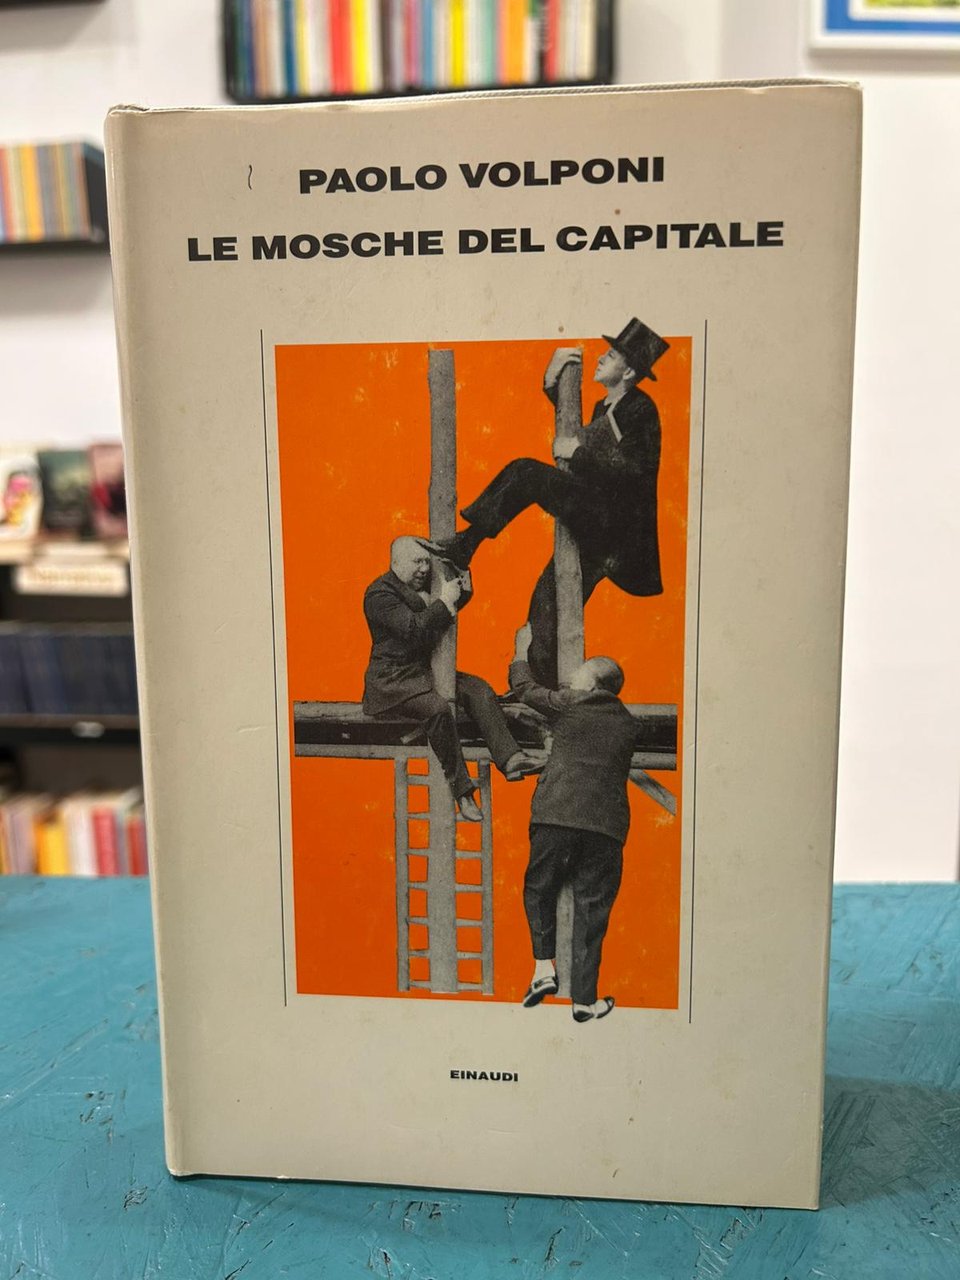 PAOLO VOLPONI
LE MOSCHE DEL CAPITALE
EINAUDI